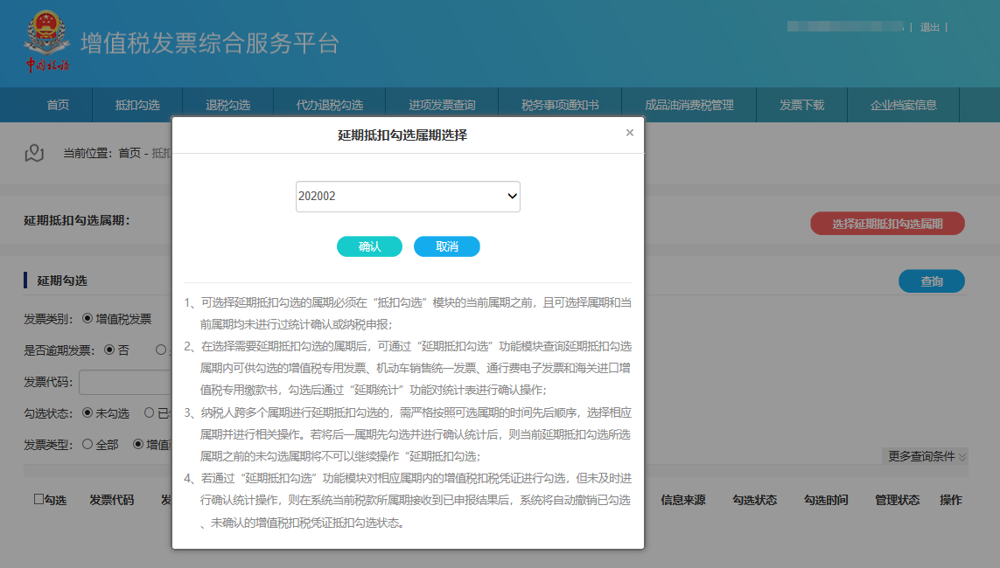 中国税务
增值税发票综合服务平台
| 退出 |
首页 抵扣勾选 退税勾选 代办退税勾选 进项发票查询 税务事项通知书 成品油消费税管理 发票下载 企业档案信息
延期抵扣勾选属期选择 ×
当前位置：首页 - 抵扣
202002
延期抵扣勾选属期：
选择延期抵扣勾选属期
确认 取消
延期勾选
查询
1、可选择延期抵扣勾选的属期必须在“抵扣勾选”模块的当前属期之前，且可选择属期和当
前属期均未进行过统计确认或纳税申报；
2、在选择需要延期抵扣勾选的属期后，可通过“延期抵扣勾选”功能模块查询延期抵扣勾选
属期内可供勾选的增值税专用发票、机动车销售统一发票、通行费电子发票和海关进口增
值税专用缴款书，勾选后通过“延期统计”功能对统计表进行确认操作；
3、纳税人跨多个属期进行延期抵扣勾选的，需严格按照可选属期的时间先后顺序，选择相应
属期并进行相关操作。若将后一属期先勾选并进行确认统计后，则当前延期抵扣勾选所选
属期之前的未勾选属期将不可以继续操作“延期抵扣勾选；
4、若通过“延期抵扣勾选”功能模块对相应属期内的增值税扣税凭证进行勾选，但未及时进
行确认统计操作，则在系统当前税款所属期接收到已申报结果后，系统将自动撤销已勾选
、未确认的增值税扣税凭证抵扣勾选状态。
发票类别： 增值税发票
是否逾期发票： 否
发票代码：
勾选状态： 未勾选 已
发票类型： 全部 增值
更多查询条件
勾选 发票代码 发 信息来源 勾选状态 勾选时间 管理状态 操作